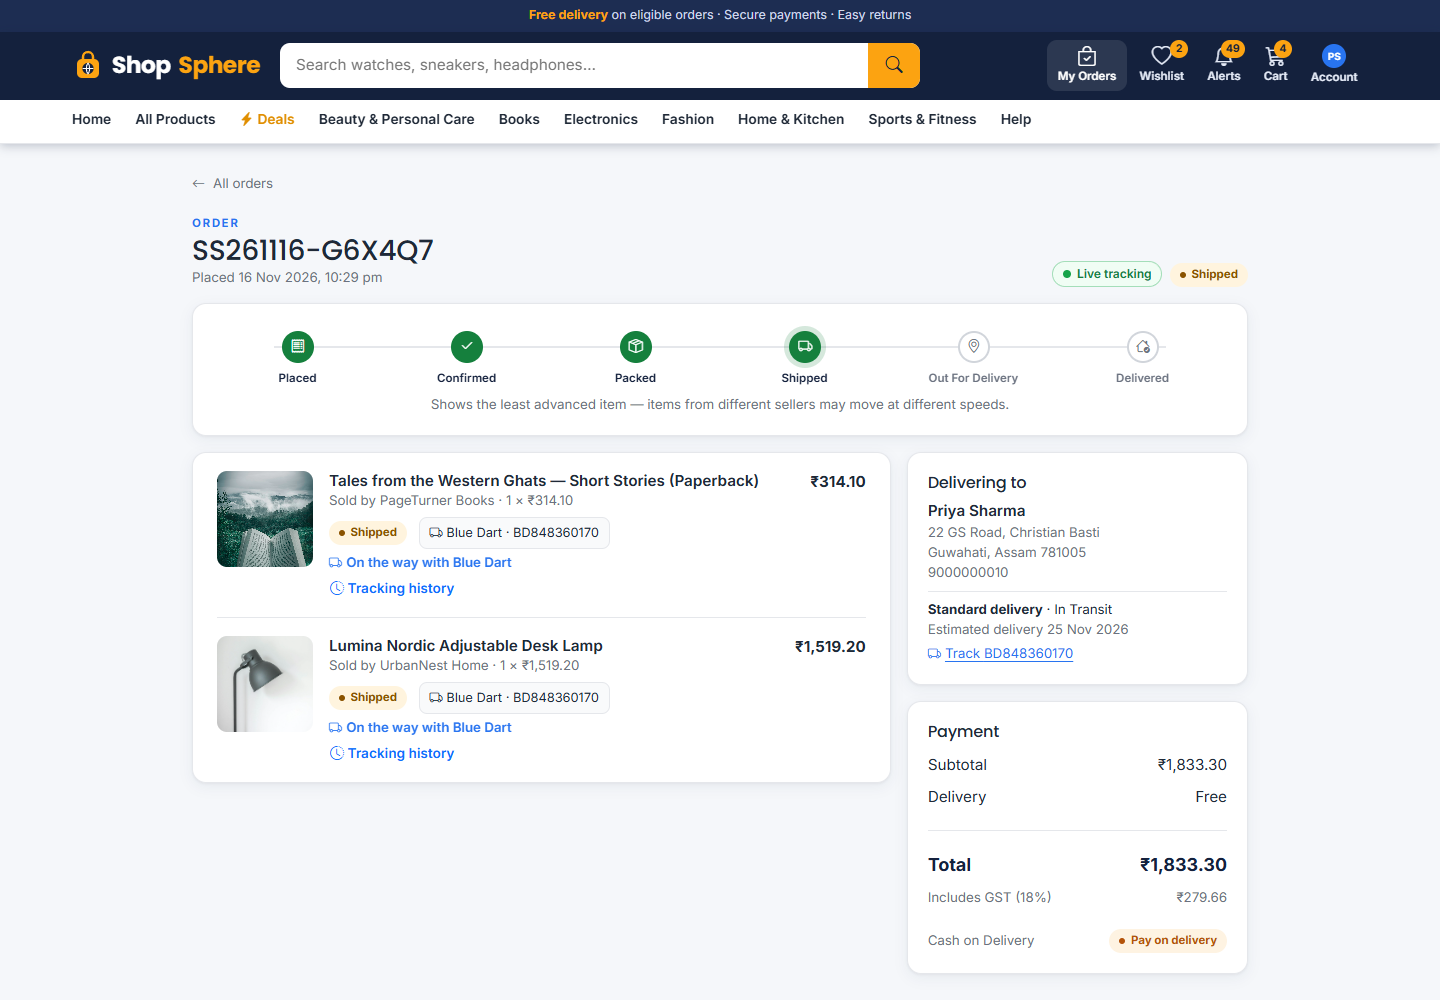 Free delivery on eligible orders · Secure payments · Easy returns
Shop Sphere
Search watches, sneakers, headphones...
My Orders
2
Wishlist
49
Alerts
4
Cart
PS
Account
Home
All Products
Deals
Beauty & Personal Care
Books
Electronics
Fashion
Home & Kitchen
Sports & Fitness
Help
← All orders
ORDER
SS261116-G6X4Q7
Placed 16 Nov 2026, 10:29 pm
Live tracking
Shipped
Placed
Confirmed
Packed
Shipped
Out For Delivery
Delivered
Shows the least advanced item — items from different sellers may move at different speeds.
Tales from the Western Ghats — Short Stories (Paperback)
₹314.10
Sold by PageTurner Books · 1 × ₹314.10
Shipped
Blue Dart · BD848360170
On the way with Blue Dart
Tracking history
Lumina Nordic Adjustable Desk Lamp
₹1,519.20
Sold by UrbanNest Home · 1 × ₹1,519.20
Shipped
Blue Dart · BD848360170
On the way with Blue Dart
Tracking history
Delivering to
Priya Sharma
22 GS Road, Christian Basti
Guwahati, Assam 781005
9000000010
Standard delivery · In Transit
Estimated delivery 25 Nov 2026
Track BD848360170
Payment
Subtotal ₹1,833.30
Delivery Free
Total ₹1,833.30
Includes GST (18%) ₹279.66
Cash on Delivery Pay on delivery